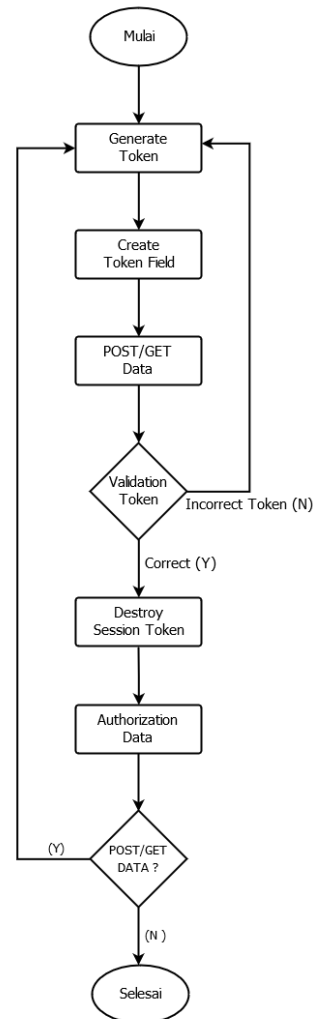 Mulai
Generate
Token
Create
Token Field
POST/GET
Data
Validation
Token
Incorrect Token (N)
Correct (Y)
Destroy
Session Token
Authorization
Data
(Y)
POST/GET
DATA ?
(N )
Selesai